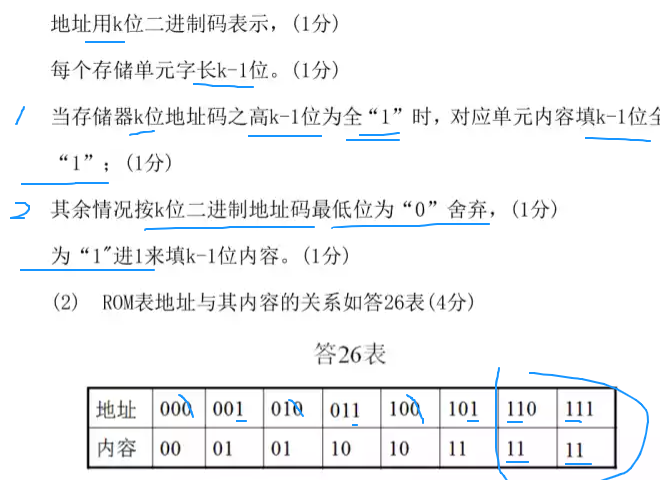 地址用k位二进制码表示，(1分)
每个存储单元字长k-1位。(1分)
1 当存储器k位地址码之高k-1位为全“1”时，对应单元内容填k-1位全
“1”；(1分)
2 其余情况按k位二进制地址码最低位为“0”舍弃，(1分)
为“1"进1来填k-1位内容。(1分)
(2) ROM表地址与其内容的关系如答26表(4分)
答26表
地址 000 001 010 011 100 101 110 111
内容 00 01 01 10 10 11 11 11